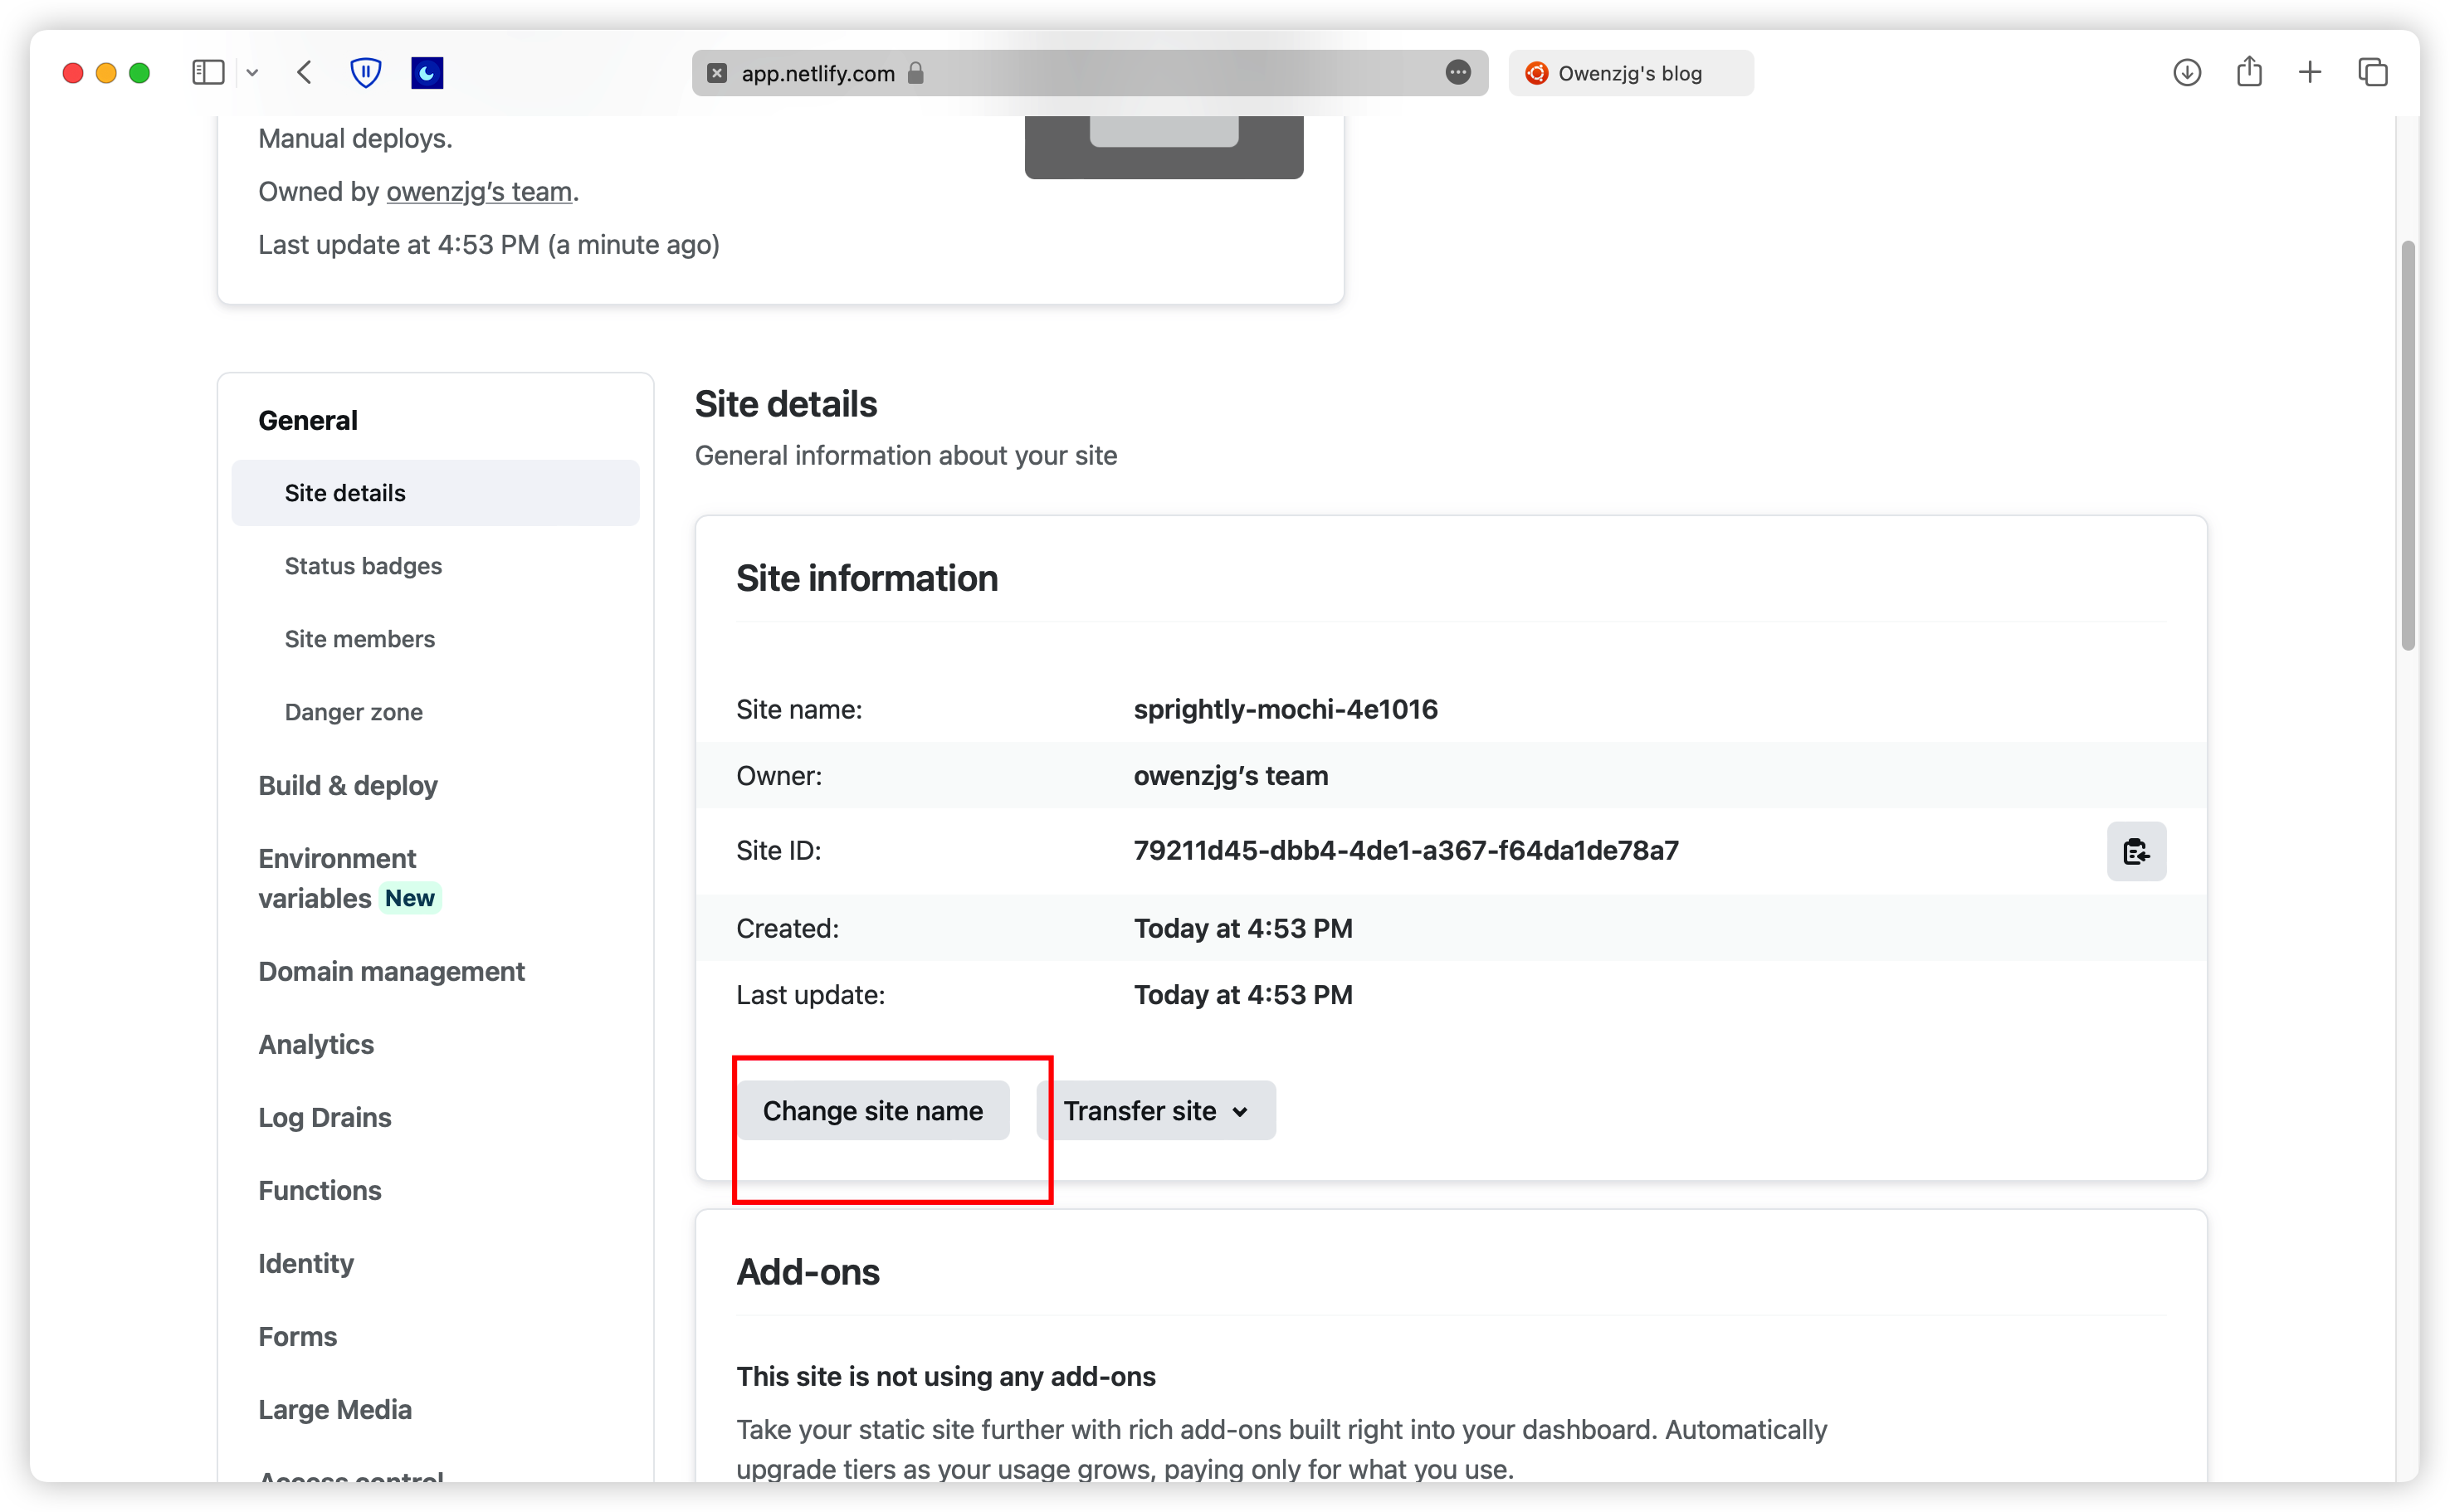 app.netlify.com
Owenzjg's blog
Manual deploys.
Owned by owenzjg’s team.
Last update at 4:53 PM (a minute ago)
General
Site details
Status badges
Site members
Danger zone
Build & deploy
Environment
variables New
Domain management
Analytics
Log Drains
Functions
Identity
Forms
Large Media
Access control
Site details
General information about your site
Site information
Site name: sprightly-mochi-4e1016
Owner: owenzjg’s team
Site ID: 79211d45-dbb4-4de1-a367-f64da1de78a7
Created: Today at 4:53 PM
Last update: Today at 4:53 PM
Change site name
Transfer site
Add-ons
This site is not using any add-ons
Take your static site further with rich add-ons built right into your dashboard. Automatically
upgrade tiers as your usage grows, paying only for what you use.